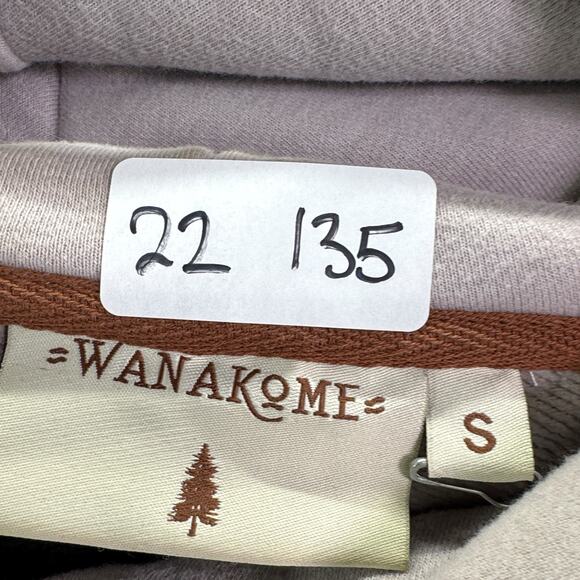 22 135
=WANAKOME=
S